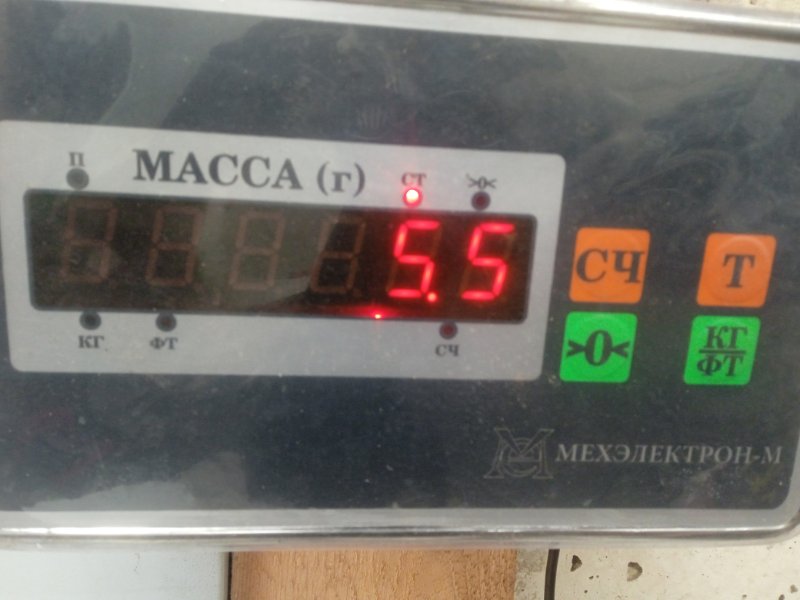 П МАССА (г) СТ >0<
5.5
КГ ФТ СЧ
СЧ Т
>0< КГ/ФТ
МЕХЭЛЕКТРОН-М